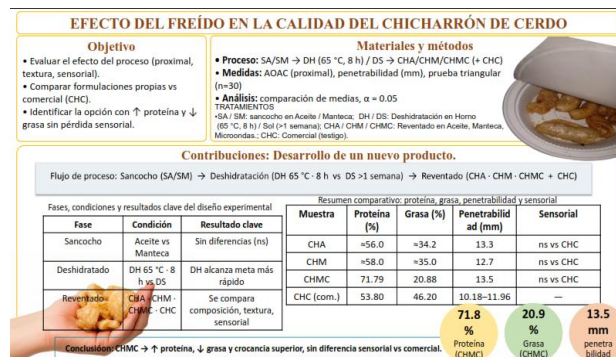 EFECTO DEL FREÍDO EN LA CALIDAD DEL CHICHARRÓN DE CERDO
Objetivo
• Evaluar el efecto del proceso (proximal,
textura, sensorial).
• Comparar formulaciones propias vs
comercial (CHC).
• Identificar la opción con ↑ proteína y ↓
grasa sin pérdida sensorial.
Materiales y métodos
• Proceso: SA/SM → DH (65 °C, 8 h) / DS → CHA/CHM/CHMC (+ CHC)
• Medidas: AOAC (proximal), penetrabilidad (mm), prueba triangular
(n=30)
• Análisis: comparación de medias, α = 0.05
TRATAMIENTOS
•SA / SM: sancocho en Aceite / Manteca; DH / DS: Deshidratación en Horno
(65 °C, 8 h) / Sol (>1 semana); CHA / CHM / CHMC: Reventado en Aceite, Manteca,
Microondas.; CHC: Comercial (testigo).
Contribuciones: Desarrollo de un nuevo producto.
Flujo de proceso: Sancocho (SA/SM) → Deshidratación (DH 65 °C · 8 h vs DS >1 semana) → Reventado (CHA · CHM · CHMC + CHC)
Fases, condiciones y resultados clave del diseño experimental
Fase Condición Resultado clave
Sancocho Aceite vs Manteca Sin diferencias (ns)
Deshidratado DH 65 °C · 8 h vs DS DH alcanza meta más rápido
Reventado CHA · CHM · CHMC · CHC Se compara composición, textura, sensorial
Resumen comparativo: proteína, grasa, penetrabilidad y sensorial
Muestra Proteína (%) Grasa (%) Penetrabilid ad (mm) Sensorial
CHA ≈56.0 ≈34.2 13.3 ns vs CHC
CHM ≈58.0 ≈35.0 12.7 ns vs CHC
CHMC 71.79 20.88 13.5 ns vs CHC
CHC (com.) 53.80 46.20 10.18–11.96 —
71.8
%
Proteína
(CHMC)
20.9
%
Grasa
(CHMC)
13.5
mm
penetra
bilidad
Conclusión: CHMC → ↑ proteína, ↓ grasa y crocancia superior, sin diferencia sensorial vs comercial.